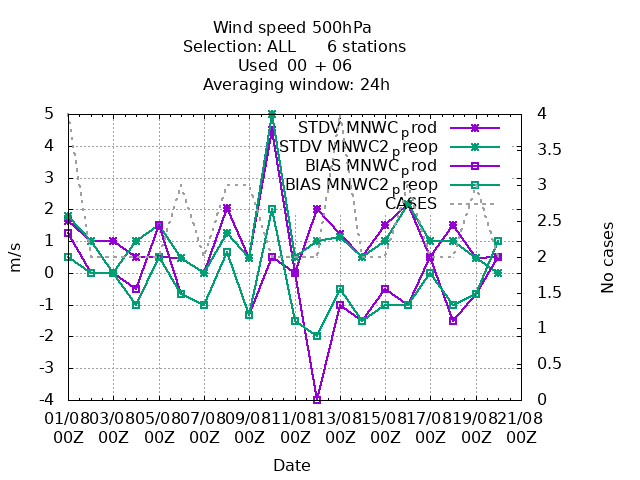 Wind speed 500hPa
Selection: ALL 6 stations
Used 00 + 06
Averaging window: 24h
5
4
3
2
1
0
-1
-2
-3
-4
m/s
4
3.5
3
2.5
2
1.5
1
0.5
0
No cases
STDV MNWC_prod
STDV MNWC2_preop
BIAS MNWC_prod
BIAS MNWC2_preop
CASES
01/08 03/08 05/08 07/08 09/08 11/08 13/08 15/08 17/08 19/08 21/08
00Z 00Z 00Z 00Z 00Z 00Z 00Z 00Z 00Z 00Z 00Z
Date